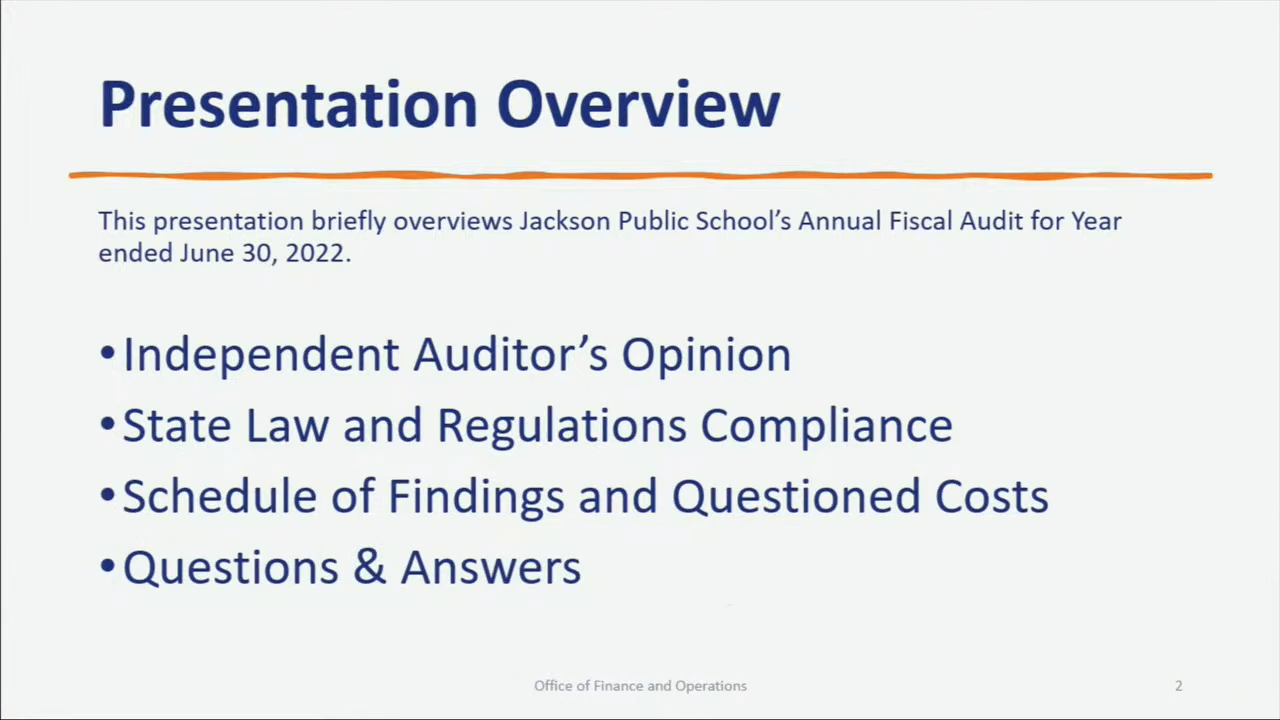 Presentation Overview
This presentation briefly overviews Jackson Public School’s Annual Fiscal Audit for Year
ended June 30, 2022.
•Independent Auditor’s Opinion
•State Law and Regulations Compliance
•Schedule of Findings and Questioned Costs
•Questions & Answers
Office of Finance and Operations
2